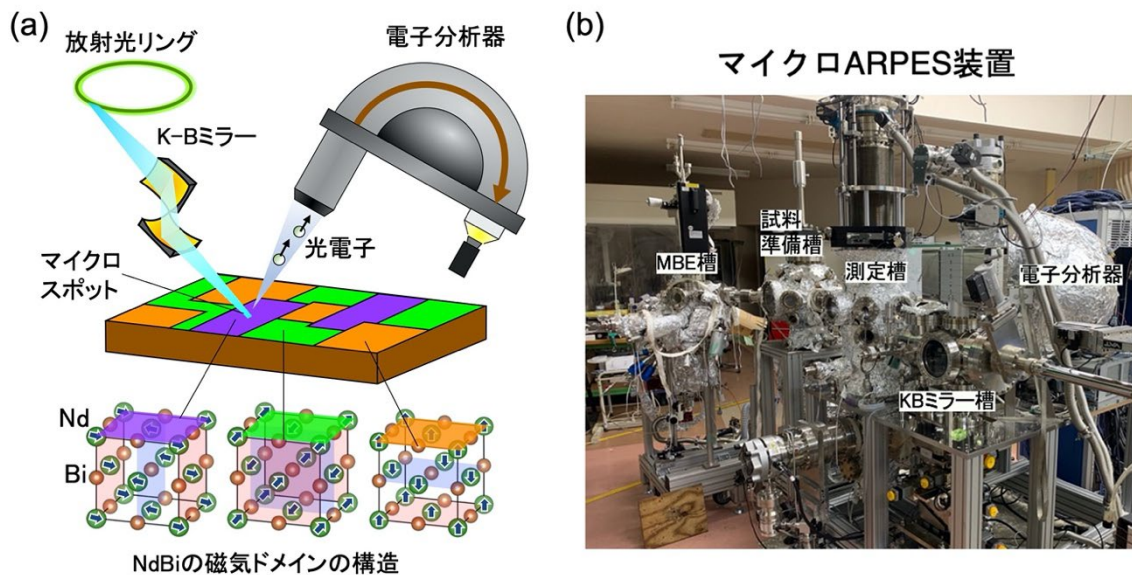 (a)
放射光リング
電子分析器
K-Bミラー
光電子
マイクロ
スポット
Nd
Bi
NdBiの磁気ドメインの構造
(b)
マイクロARPES装置
MBE槽
試料
準備槽
測定槽
電子分析器
KBミラー槽